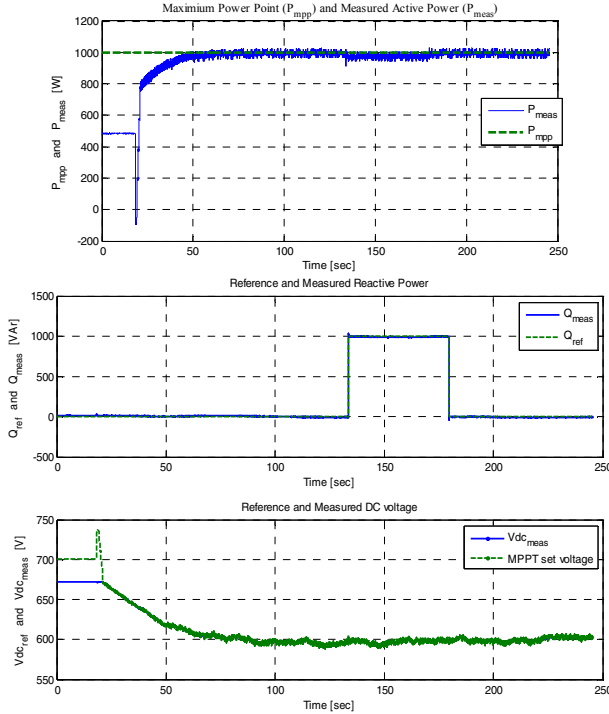 Maximium Power Point (Pmpp) and Measured Active Power (Pmeas)
1200
1000
800
600
400
200
0
-200
Pmpp and Pmeas [W]
Pmeas
Pmpp
0 50 100 150 200 250
Time [sec]
Reference and Measured Reactive Power
1500
1000
500
0
-500
Qref and Qmeas [VAr]
Qmeas
Qref
0 50 100 150 200 250
Time [sec]
Reference and Measured DC voltage
750
700
650
600
550
Vdcref and Vdcmeas [V]
Vdcmeas
MPPT set voltage
0 50 100 150 200 250
Time [sec]